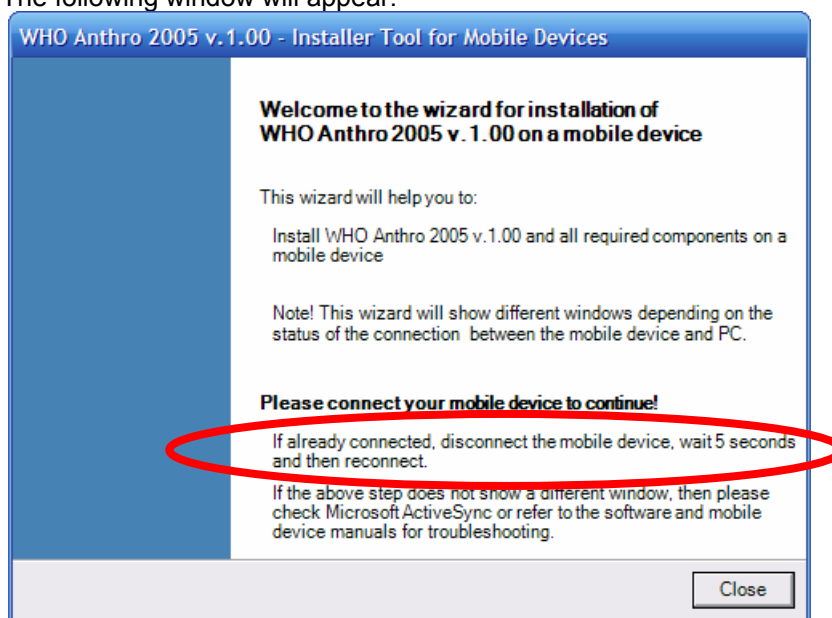 The following window will appear:
WHO Anthro 2005 v.1.00 - Installer Tool for Mobile Devices
Welcome to the wizard for installation of
WHO Anthro 2005 v.1.00 on a mobile device
This wizard will help you to:
Install WHO Anthro 2005 v.1.00 and all required components on a
mobile device
Note! This wizard will show different windows depending on the
status of the connection between the mobile device and PC.
Please connect your mobile device to continue!
If already connected, disconnect the mobile device, wait 5 seconds
and then reconnect.
If the above step does not show a different window, then please
check Microsoft ActiveSync or refer to the software and mobile
device manuals for troubleshooting.
Close